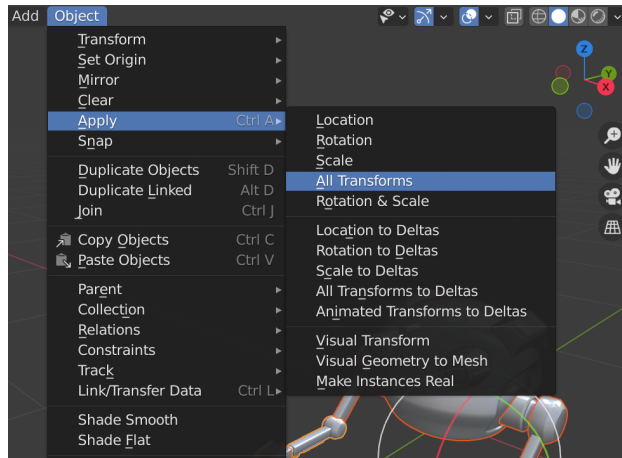 Add Object
Transform
Set Origin
Mirror
Clear
Apply Ctrl A
Snap
Duplicate Objects Shift D
Duplicate Linked Alt D
Join Ctrl J
Copy Objects Ctrl C
Paste Objects Ctrl V
Parent
Collection
Relations
Constraints
Track
Link/Transfer Data Ctrl L
Shade Smooth
Shade Flat
Location
Rotation
Scale
All Transforms
Rotation & Scale
Location to Deltas
Rotation to Deltas
Scale to Deltas
All Transforms to Deltas
Animated Transforms to Deltas
Visual Transform
Visual Geometry to Mesh
Make Instances Real
Z
Y
X